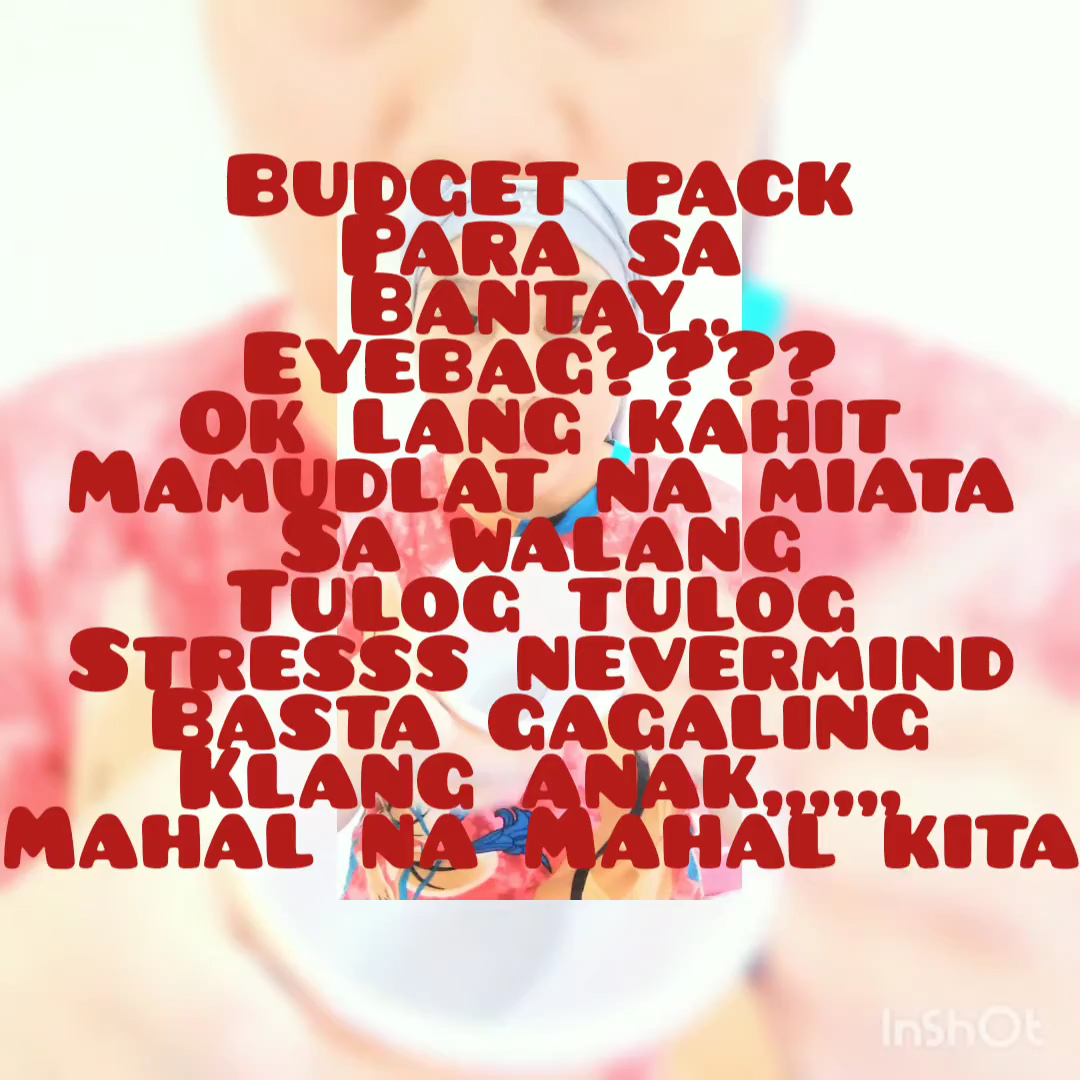 Budget pack
Para sa
Bantay..
Eyebag????
Ok lang kahit
Mamudlat na miata
Sa walang
Tulog tulog
Stresss nevermind
Basta gagaling
Klang anak,,,,,,
Mahal na Mahal kita
InShOt